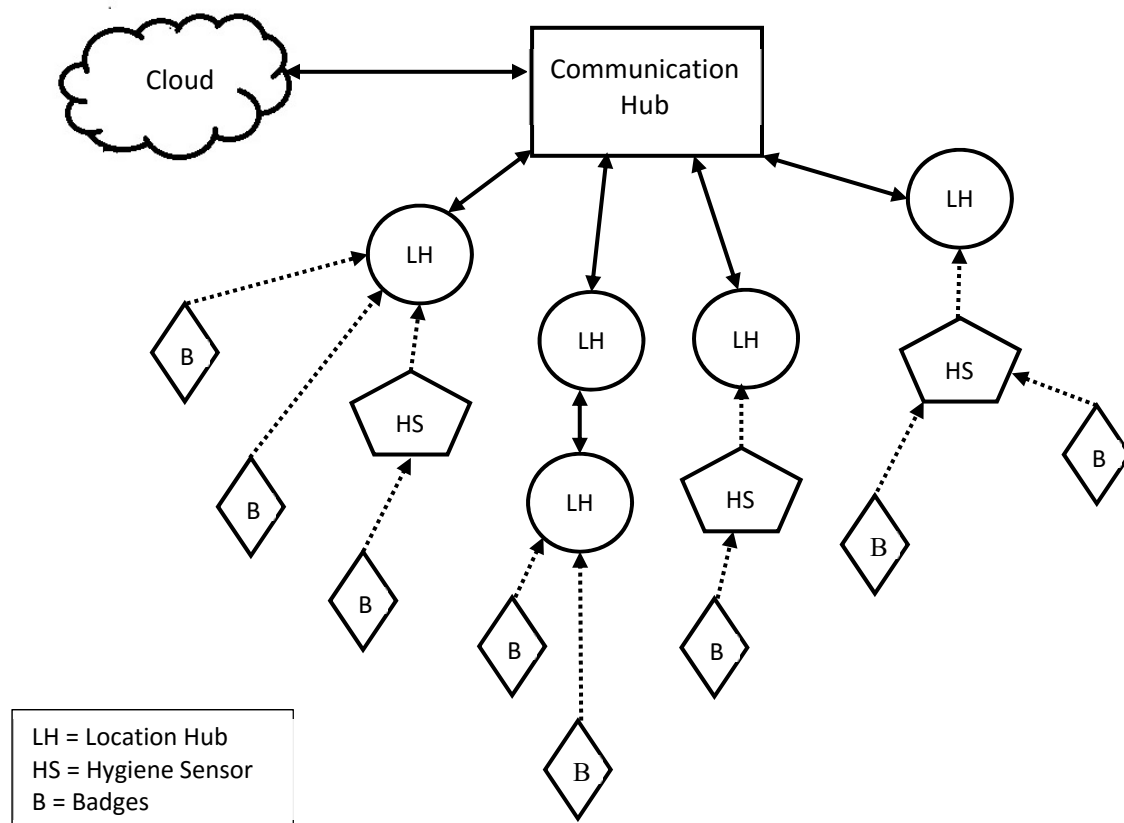 Cloud
Communication
Hub
LH
LH
LH
LH
B
HS
HS
B
B
LH
HS
B
B
B
B
B
LH = Location Hub
HS = Hygiene Sensor
B = Badges
B